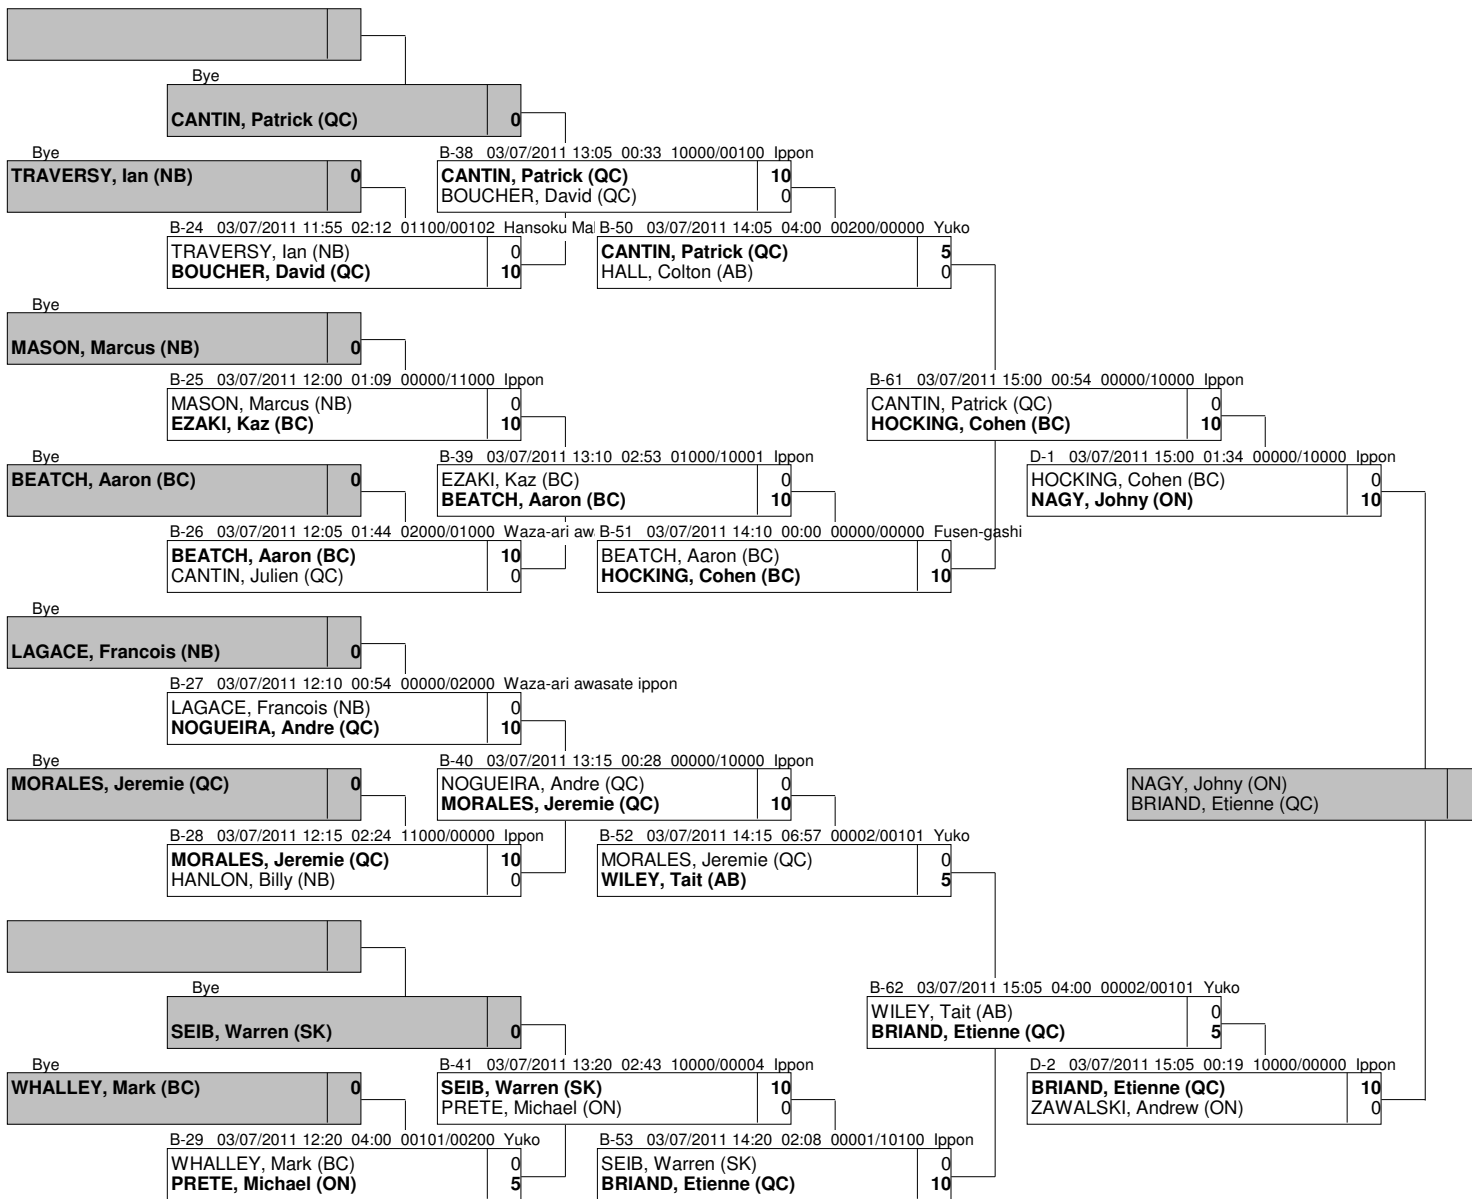 Bye
CANTIN, Patrick (QC) 0
Bye
TRAVERSY, Ian (NB) 0
B-38 03/07/2011 13:05 00:33 10000/00100 Ippon
CANTIN, Patrick (QC) 10
BOUCHER, David (QC) 0
B-24 03/07/2011 11:55 02:12 01100/00102 Hansoku Ma
TRAVERSY, Ian (NB) 0
BOUCHER, David (QC) 10
B-50 03/07/2011 14:05 04:00 00200/00000 Yuko
CANTIN, Patrick (QC) 5
HALL, Colton (AB) 0
Bye
MASON, Marcus (NB) 0
B-25 03/07/2011 12:00 01:09 00000/11000 Ippon
MASON, Marcus (NB) 0
EZAKI, Kaz (BC) 10
B-61 03/07/2011 15:00 00:54 00000/10000 Ippon
CANTIN, Patrick (QC) 0
HOCKING, Cohen (BC) 10
Bye
BEATCH, Aaron (BC) 0
B-39 03/07/2011 13:10 02:53 01000/10001 Ippon
EZAKI, Kaz (BC) 0
BEATCH, Aaron (BC) 10
D-1 03/07/2011 15:00 01:34 00000/10000 Ippon
HOCKING, Cohen (BC) 0
NAGY, Johny (ON) 10
B-26 03/07/2011 12:05 01:44 02000/01000 Waza-ari aw
BEATCH, Aaron (BC) 10
CANTIN, Julien (QC) 0
B-51 03/07/2011 14:10 00:00 00000/00000 Fusen-gashi
BEATCH, Aaron (BC) 0
HOCKING, Cohen (BC) 10
Bye
LAGACE, Francois (NB) 0
B-27 03/07/2011 12:10 00:54 00000/02000 Waza-ari awasate ippon
LAGACE, Francois (NB) 0
NOGUEIRA, Andre (QC) 10
Bye
MORALES, Jeremie (QC) 0
B-40 03/07/2011 13:15 00:28 00000/10000 Ippon
NOGUEIRA, Andre (QC) 0
MORALES, Jeremie (QC) 10
NAGY, Johny (ON)
BRIAND, Etienne (QC)
B-28 03/07/2011 12:15 02:24 11000/00000 Ippon
MORALES, Jeremie (QC) 10
HANLON, Billy (NB) 0
B-52 03/07/2011 14:15 06:57 00002/00101 Yuko
MORALES, Jeremie (QC) 0
WILEY, Tait (AB) 5
Bye
SEIB, Warren (SK) 0
B-62 03/07/2011 15:05 04:00 00002/00101 Yuko
WILEY, Tait (AB) 0
BRIAND, Etienne (QC) 5
Bye
WHALLEY, Mark (BC) 0
B-41 03/07/2011 13:20 02:43 10000/00004 Ippon
SEIB, Warren (SK) 10
PRETE, Michael (ON) 0
D-2 03/07/2011 15:05 00:19 10000/00000 Ippon
BRIAND, Etienne (QC) 10
ZAWALSKI, Andrew (ON) 0
B-29 03/07/2011 12:20 04:00 00101/00200 Yuko
WHALLEY, Mark (BC) 0
PRETE, Michael (ON) 5
B-53 03/07/2011 14:20 02:08 00001/10100 Ippon
SEIB, Warren (SK) 0
BRIAND, Etienne (QC) 10